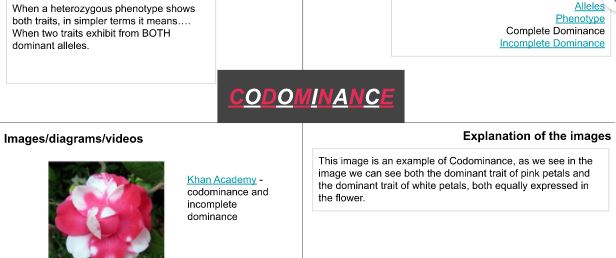 When a heterozygous phenotype shows
both traits, in simpler terms it means….
When two traits exhibit from BOTH
dominant alleles.
Alleles
Phenotype
Complete Dominance
Incomplete Dominance
CODOMINANCE
Images/diagrams/videos
Khan Academy -
codominance and
incomplete
dominance
Explanation of the images
This image is an example of Codominance, as we see in the
image we can see both the dominant trait of pink petals and
the dominant trait of white petals, both equally expressed in
the flower.